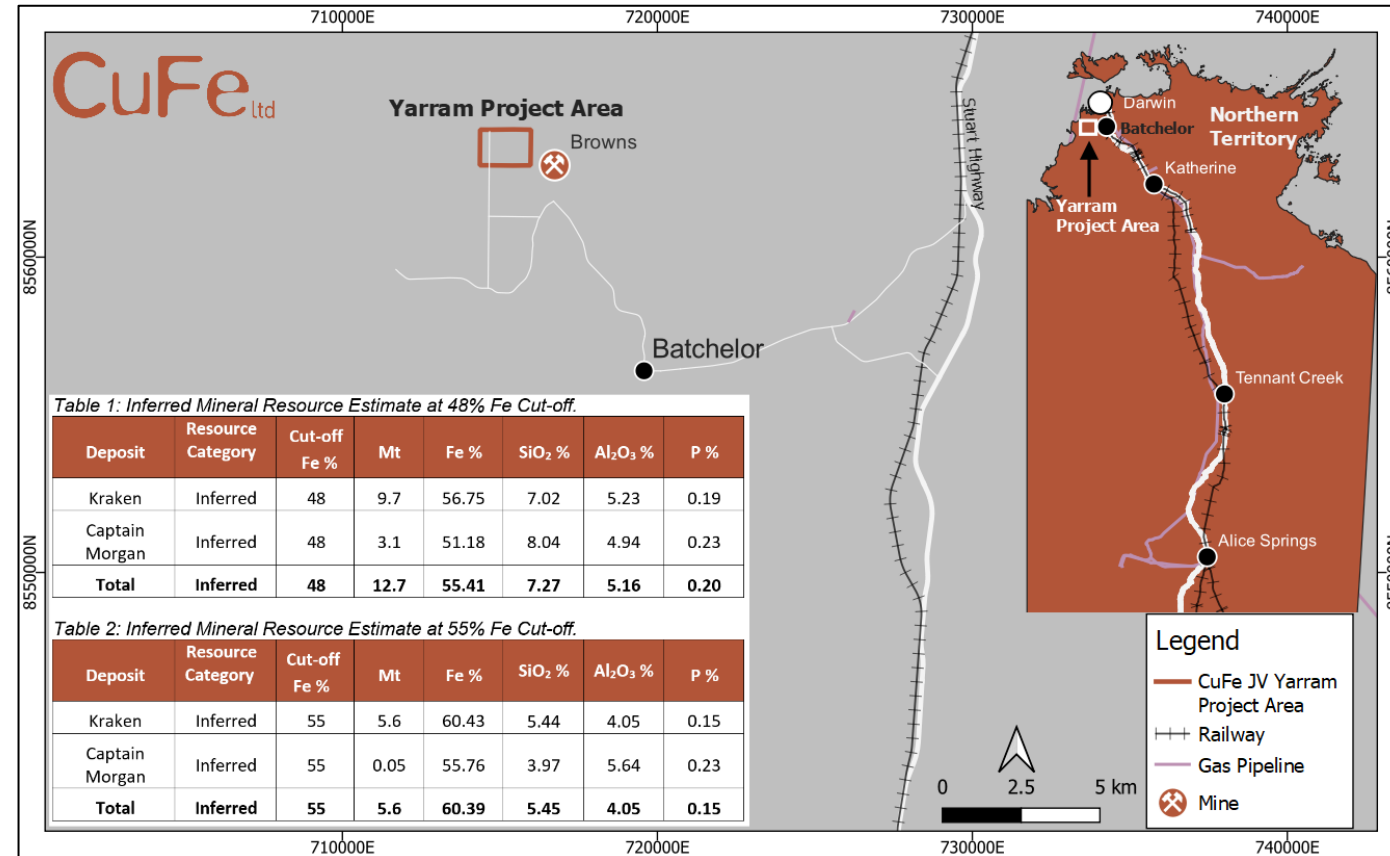 710000E
720000E
730000E
740000E
CuFe ltd
Yarram Project Area
Browns
Stuart Highway
Batchelor
Darwin
Batchelor
Northern
Territory
Katherine
Yarram
Project Area
Tennant Creek
Alice Springs
8560000N
8550000N
Table 1: Inferred Mineral Resource Estimate at 48% Fe Cut-off.
Deposit Resource Category Cut-off Fe % Mt Fe % SiO₂ % Al₂O₃ % P %
Kraken Inferred 48 9.7 56.75 7.02 5.23 0.19
Captain Morgan Inferred 48 3.1 51.18 8.04 4.94 0.23
Total Inferred 48 12.7 55.41 7.27 5.16 0.20
Table 2: Inferred Mineral Resource Estimate at 55% Fe Cut-off.
Deposit Resource Category Cut-off Fe % Mt Fe % SiO₂ % Al₂O₃ % P %
Kraken Inferred 55 5.6 60.43 5.44 4.05 0.15
Captain Morgan Inferred 55 0.05 55.76 3.97 5.64 0.23
Total Inferred 55 5.6 60.39 5.45 4.05 0.15
0 2.5 5 km
Legend
CuFe JV Yarram
Project Area
Railway
Gas Pipeline
Mine
710000E
720000E
730000E
740000E